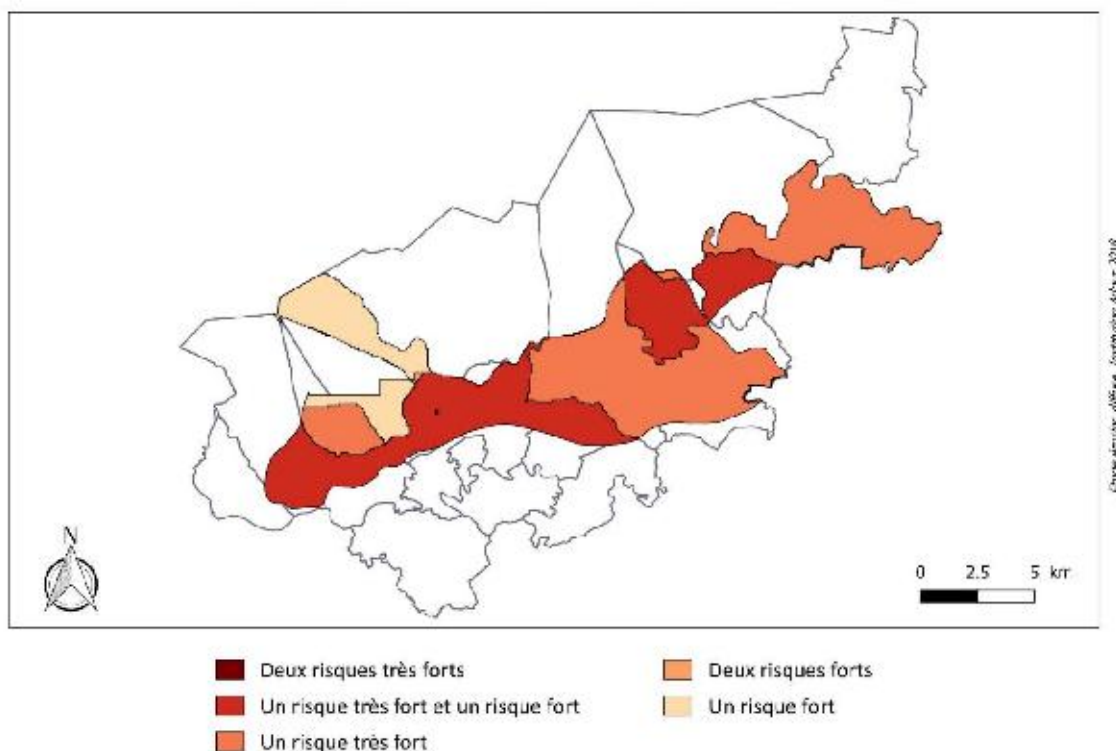 N
0 2.5 5 km
Deux risques très forts
Un risque très fort et un risque fort
Un risque très fort
Deux risques forts
Un risque fort